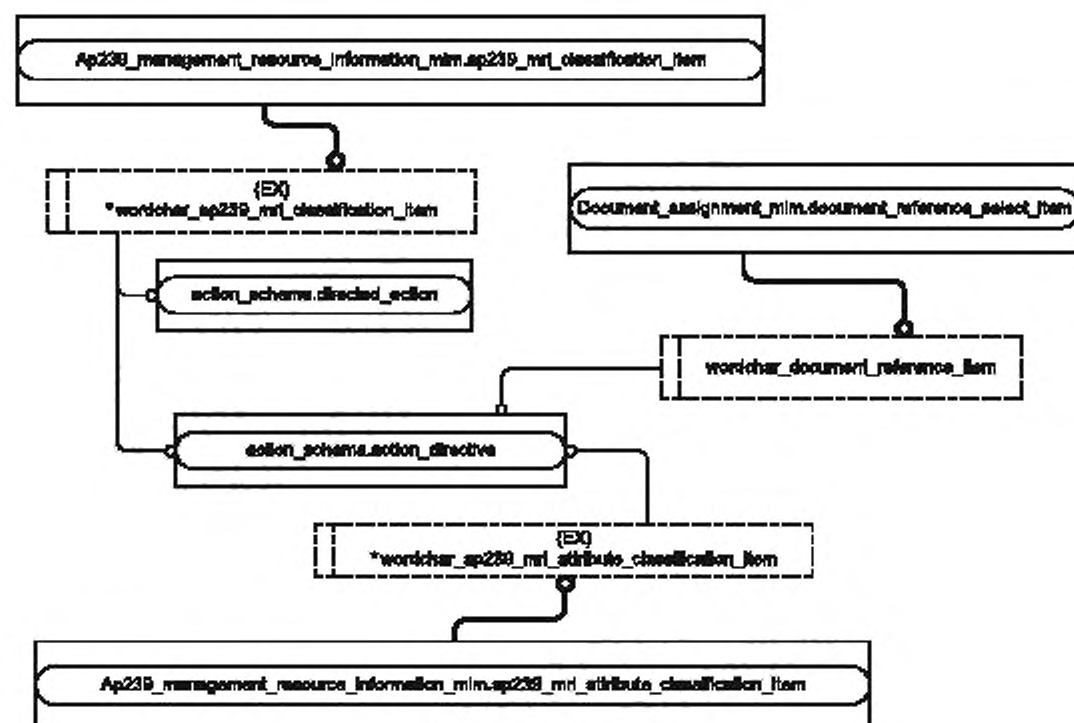 Ap239_management_resource_information_mim.ap239_mri_classification_item
(EX)
*workchar_ap239_mri_classification_item
Document_assignment_mim.document_reference_select_item
action_schema.directed_action
workchar_document_reference_item
action_schema.action_directive
(EX)
*workchar_ap239_mri_attribute_classification_item
Ap239_management_resource_information_mim.ap239_mri_attribute_classification_item